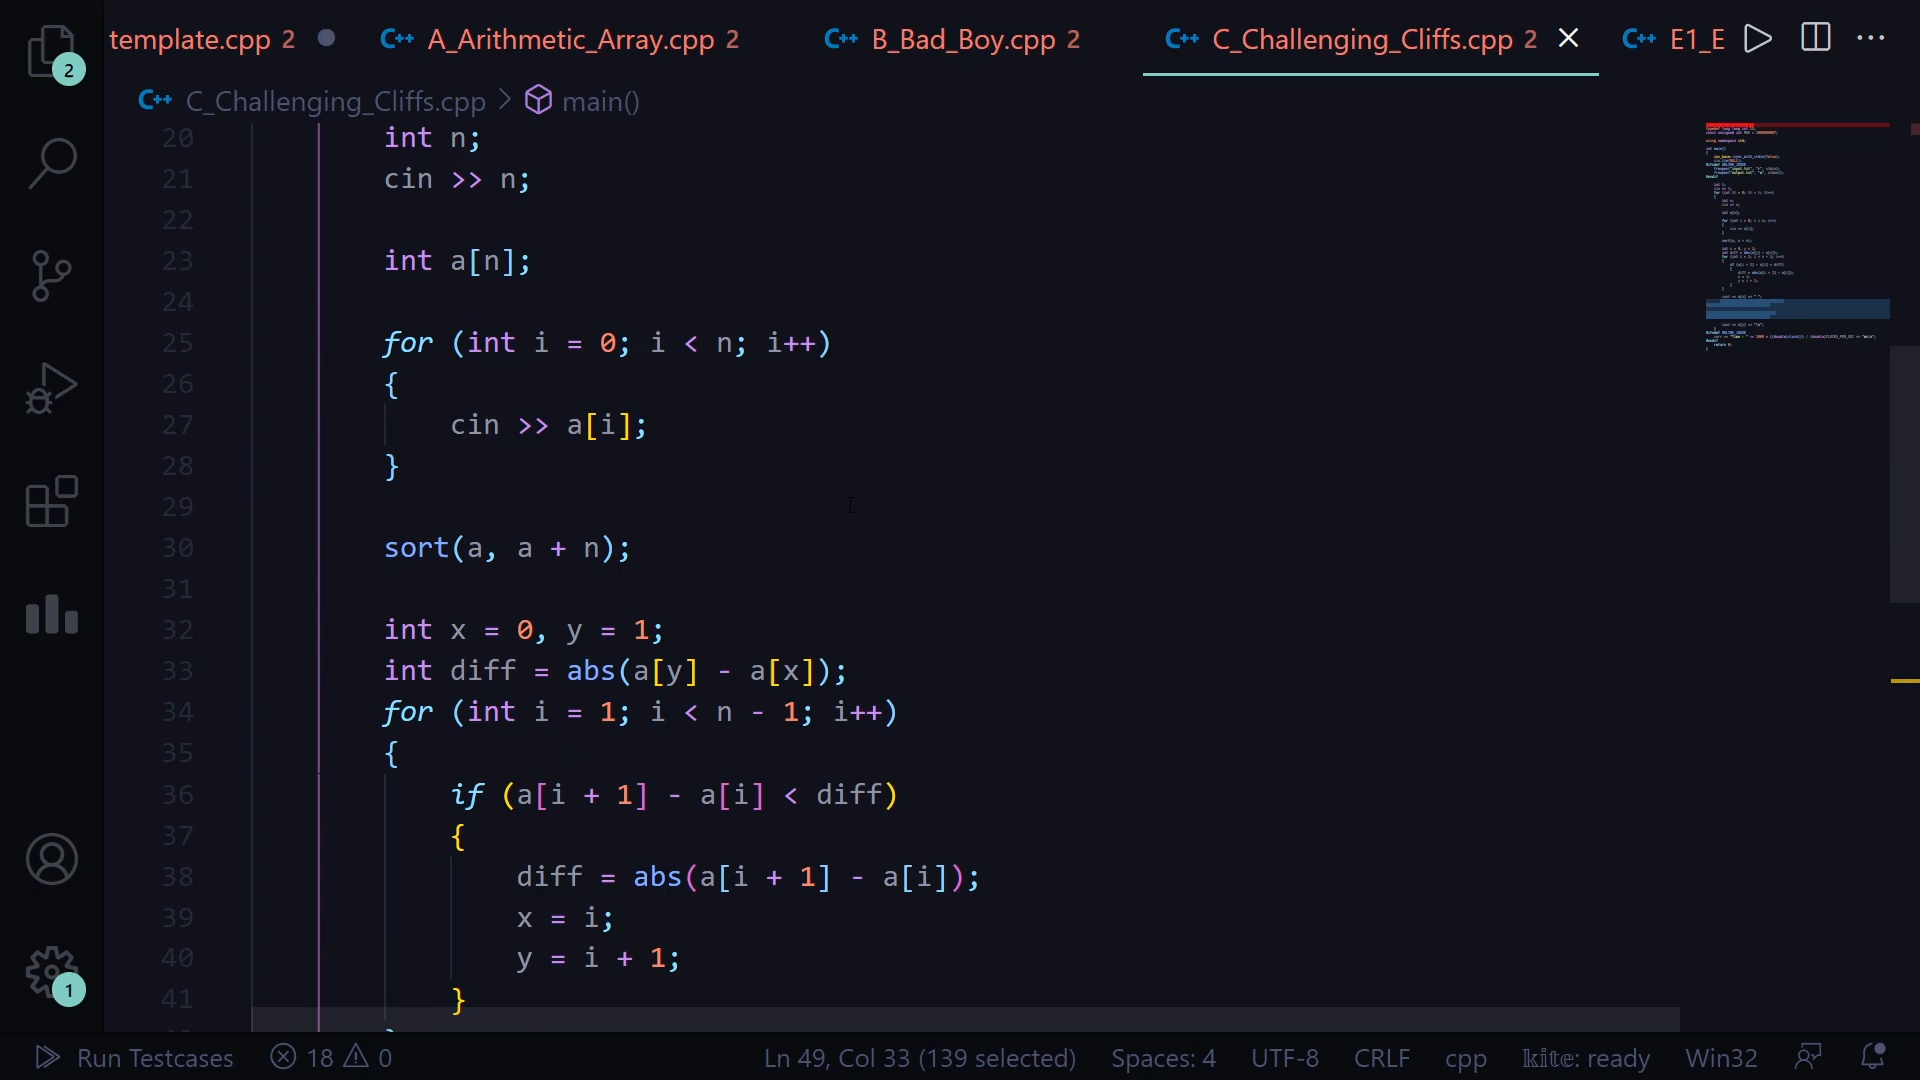 template.cpp 2 C++ A_Arithmetic_Array.cpp 2 C++ B_Bad_Boy.cpp 2 C++ C_Challenging_Cliffs.cpp 2 C++ E1_E
2
C++ C_Challenging_Cliffs.cpp > main()
20 int n;
21 cin >> n;
22
23 int a[n];
24
25 for (int i = 0; i < n; i++)
26 {
27 cin >> a[i];
28 }
29
30 sort(a, a + n);
31
32 int x = 0, y = 1;
33 int diff = abs(a[y] - a[x]);
34 for (int i = 1; i < n - 1; i++)
35 {
36 if (a[i + 1] - a[i] < diff)
37 {
38 diff = abs(a[i + 1] - a[i]);
39 x = i;
40 y = i + 1;
41 }
1
Run Testcases 18 0 Ln 49, Col 33 (139 selected) Spaces: 4 UTF-8 CRLF cpp kite: ready Win32